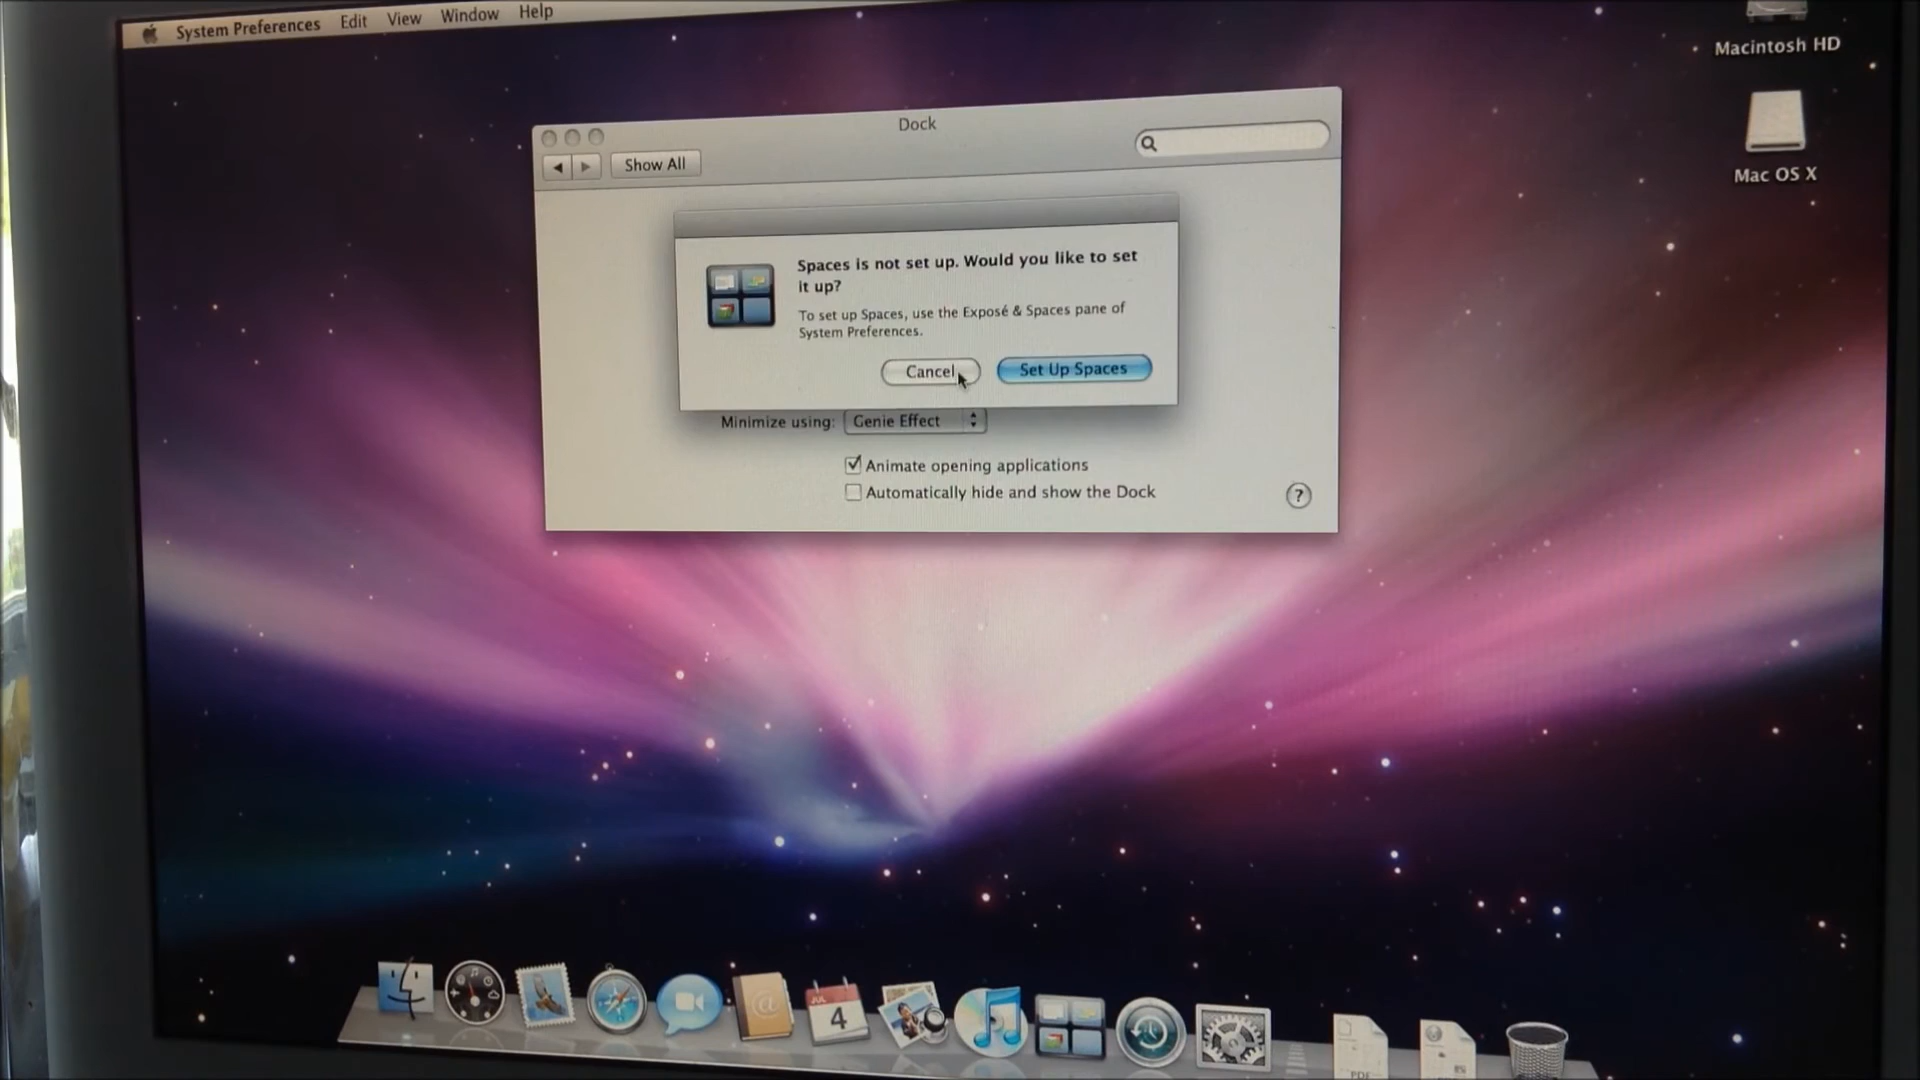 System Preferences Edit View Window Help
Macintosh HD
Mac OS X
Dock
Show All
Spaces is not set up. Would you like to set
it up?
To set up Spaces, use the Exposé & Spaces pane of
System Preferences.
Cancel
Set Up Spaces
Minimize using: Genie Effect
Animate opening applications
Automatically hide and show the Dock
?
@
JUL
4
PDF